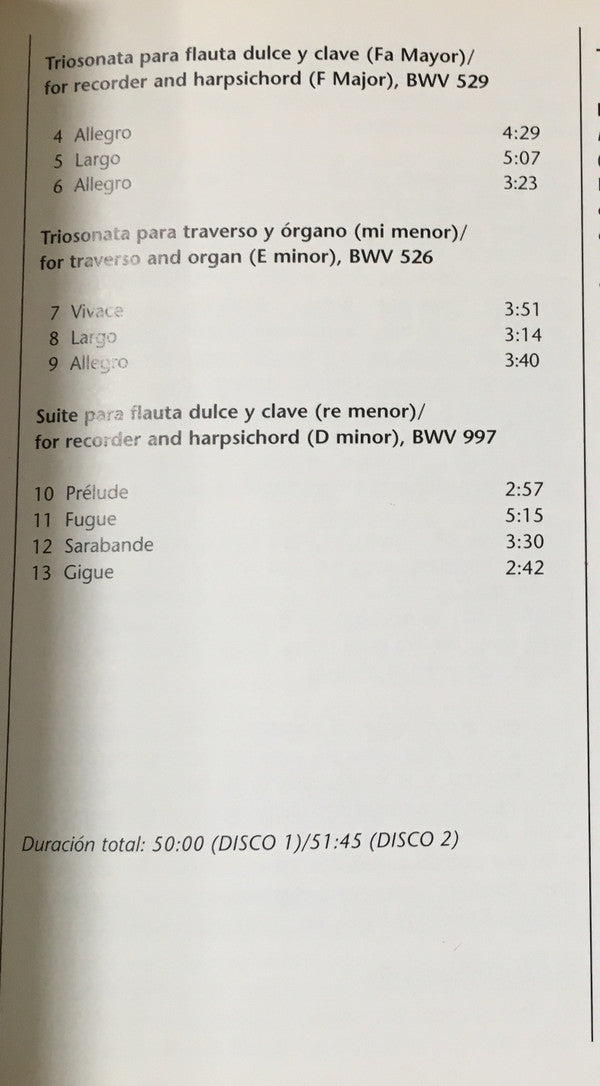 Triosonata para flauta dulce y clave (Fa Mayor)/
for recorder and harpsichord (F Major), BWV 529
4 Allegro 4:29
5 Largo 5:07
6 Allegro 3:23
Triosonata para traverso y órgano (mi menor)/
for traverso and organ (E minor), BWV 526
7 Vivace 3:51
8 Largo 3:14
9 Allegro 3:40
Suite para flauta dulce y clave (re menor)/
for recorder and harpsichord (D minor), BWV 997
10 Prélude 2:57
11 Fugue 5:15
12 Sarabande 3:30
13 Gigue 2:42
Duración total: 50:00 (DISCO 1)/51:45 (DISCO 2)